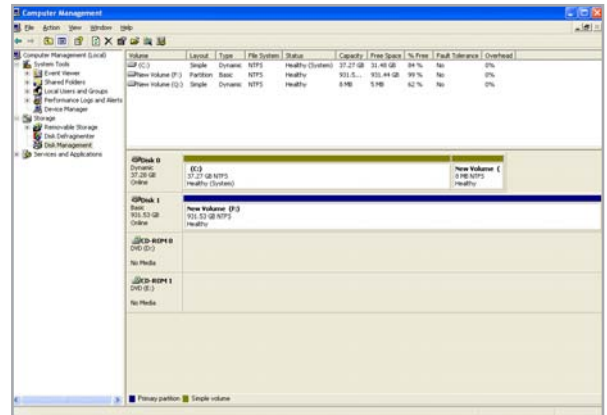 Computer Management
File Action View Window Help
Computer Management (Local)
System Tools
Event Viewer
Shared Folders
Local Users and Groups
Performance Logs and Alerts
Device Manager
Storage
Removable Storage
Disk Defragmenter
Disk Management
Services and Applications
Volume Layout Type File System Status Capacity Free Space % Free Fault Tolerance Overhead
(C:) Simple Dynamic NTFS Healthy (System) 37.27 GB 31.48 GB 84 % No 0%
New Volume (F:) Partition Basic NTFS Healthy 931.5... 931.44 GB 99 % No 0%
New Volume (G:) Simple Dynamic NTFS Healthy 8 MB 5 MB 62 % No 0%
Disk 0
Dynamic
37.28 GB
Online
(C:)
37.27 GB NTFS
Healthy (System)
New Volume (
8 MB NTFS
Healthy
Disk 1
Basic
931.53 GB
Online
New Volume (F:)
931.53 GB NTFS
Healthy
CD-ROM 0
DVD (D:)
No Media
CD-ROM 1
DVD (E:)
No Media
Primary partition Simple volume